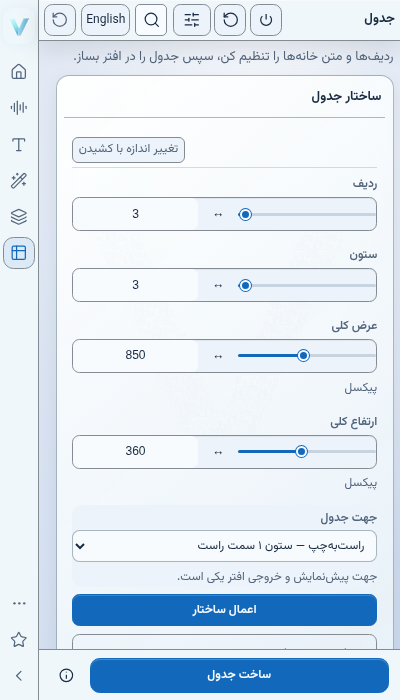 جدول
English
ردیف‌ها و متن خانه‌ها را تنظیم کن، سپس جدول را در افتر بساز.
ساختار جدول
تغییر اندازه با کشیدن
ردیف
3
ستون
3
عرض کلی
850
پیکسل
ارتفاع کلی
360
پیکسل
جهت جدول
راست‌به‌چپ — ستون ۱ سمت راست
جهت پیش‌نمایش و خروجی افتر یکی است.
اعمال ساختار
ساخت جدول